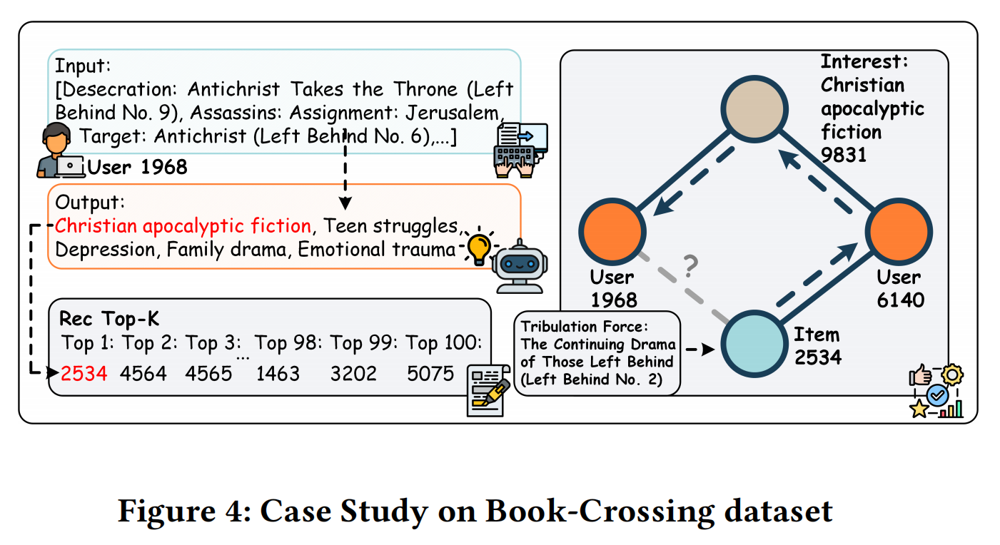 Input:
[Desecration: Antichrist Takes the Throne (Left
Behind No. 9), Assassins: Assignment: Jerusalem,
Target: Antichrist (Left Behind No. 6),...]
User 1968
Output:
Christian apocalyptic fiction, Teen struggles,
Depression, Family drama, Emotional trauma
Rec Top-K
Top 1: Top 2: Top 3: ... Top 98: Top 99: Top 100:
2534 4564 4565 1463 3202 5075
Interest:
Christian
apocalyptic
fiction
9831
User
1968
?
User
6140
Tribulation Force:
The Continuing Drama
of Those Left Behind
(Left Behind No. 2)
Item
2534
Figure 4: Case Study on Book-Crossing dataset